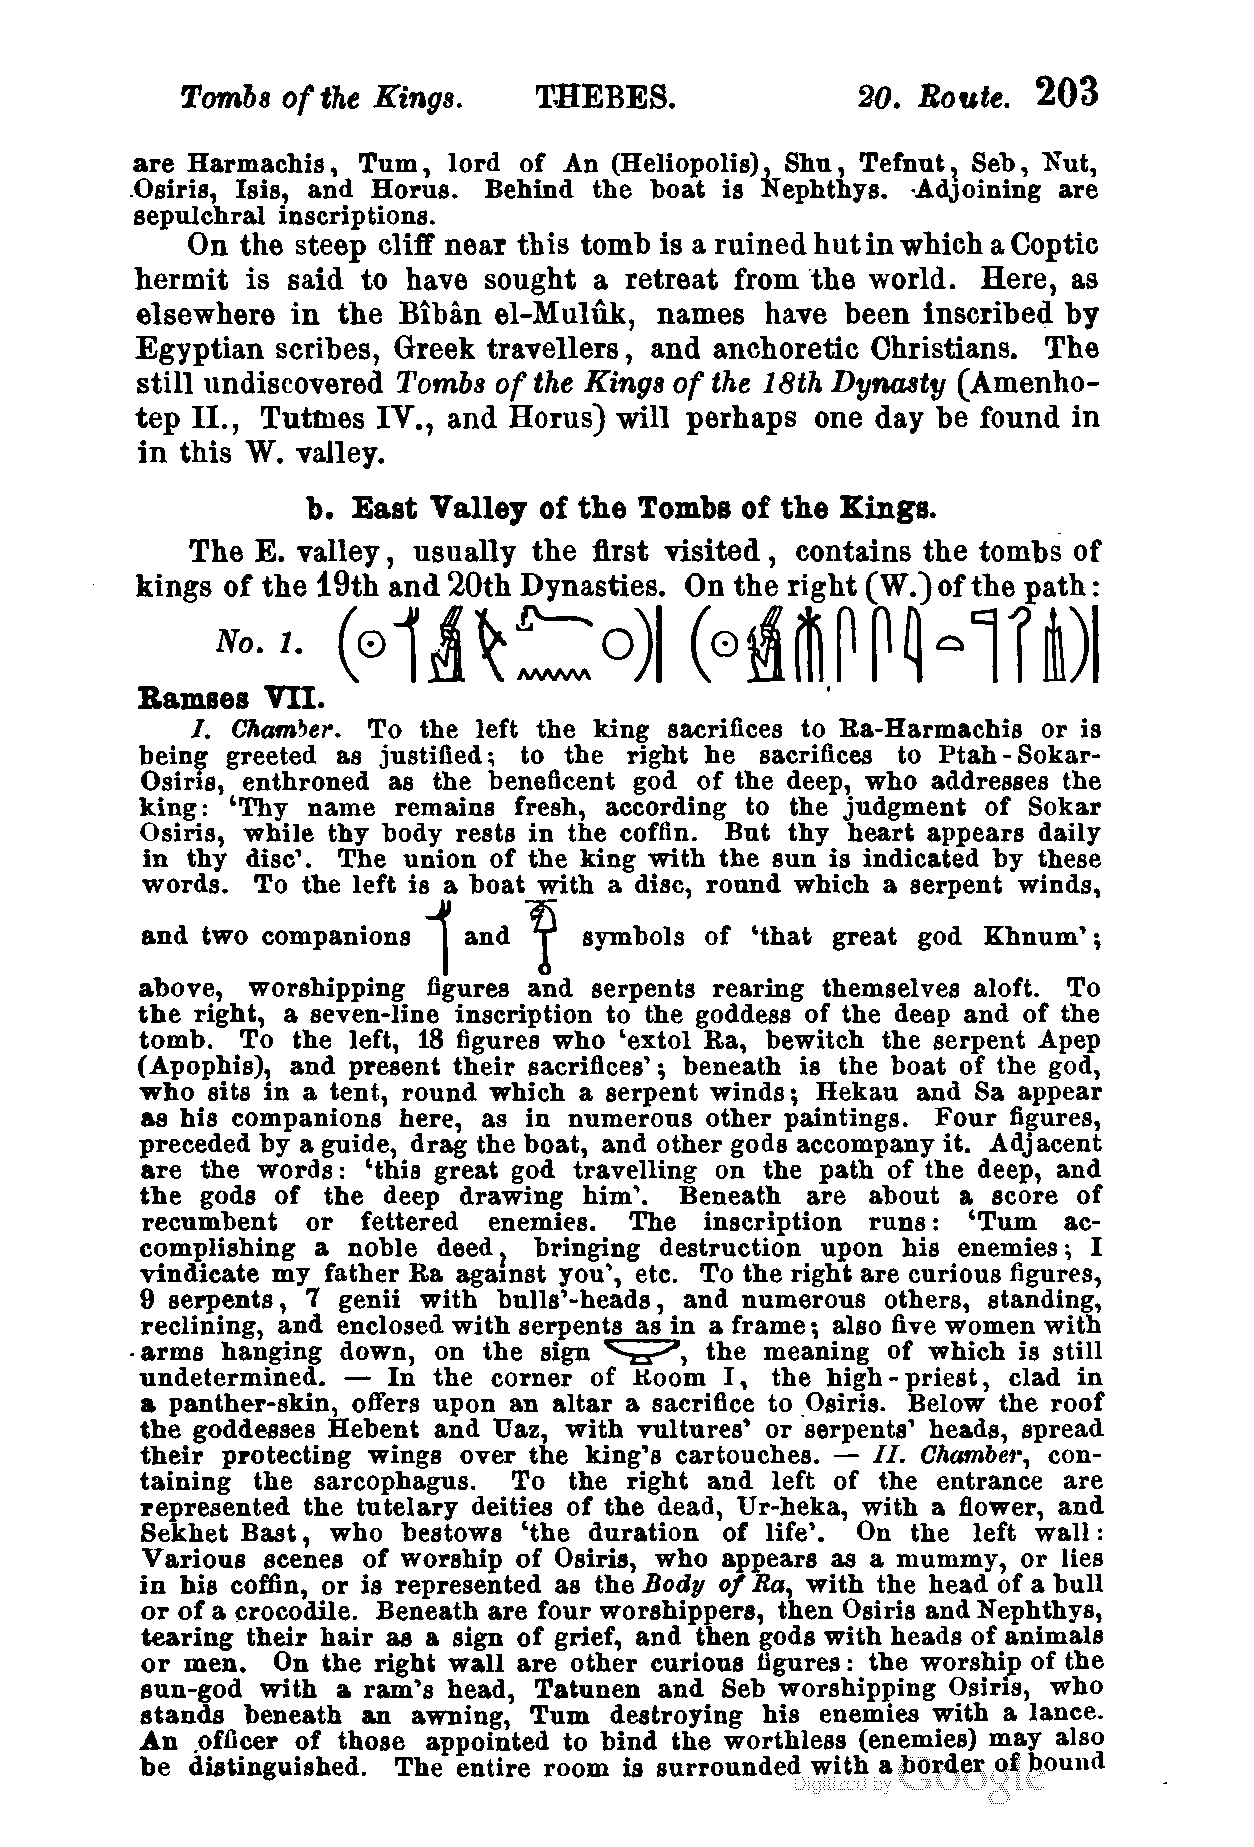 Tombs of the Kings. THEBES. 20. Route. 203
are Harmachis, Tum, lord of An (Heliopolis), Shu, Tefnut, Seb, Nut,
Osiris, Isis, and Horus. Behind the boat is Nephthys. Adjoining are
sepulchral inscriptions.
On the steep cliff near this tomb is a ruined hut in which a Coptic
hermit is said to have sought a retreat from the world. Here, as
elsewhere in the Bîbân el-Mulûk, names have been inscribed by
Egyptian scribes, Greek travellers, and anchoretic Christians. The
still undiscovered Tombs of the Kings of the 18th Dynasty (Amenho-
tep II., Tutmes IV., and Horus) will perhaps one day be found in
in this W. valley.
b. East Valley of the Tombs of the Kings.
The E. valley, usually the first visited, contains the tombs of
kings of the 19th and 20th Dynasties. On the right (W.) of the path:
No. 1.
Ramses VII.
I. Chamber. To the left the king sacrifices to Ra-Harmachis or is
being greeted as justified; to the right he sacrifices to Ptah-Sokar-
Osiris, enthroned as the beneficent god of the deep, who addresses the
king: ‘Thy name remains fresh, according to the judgment of Sokar
Osiris, while thy body rests in the coffin. But thy heart appears daily
in thy disc’. The union of the king with the sun is indicated by these
words. To the left is a boat with a disc, round which a serpent winds,
and two companions and symbols of ‘that great god Khnum’;
above, worshipping figures and serpents rearing themselves aloft. To
the right, a seven-line inscription to the goddess of the deep and of the
tomb. To the left, 18 figures who ‘extol Ra, bewitch the serpent Apep
(Apophis), and present their sacrifices’; beneath is the boat of the god,
who sits in a tent, round which a serpent winds; Hekau and Sa appear
as his companions here, as in numerous other paintings. Four figures,
preceded by a guide, drag the boat, and other gods accompany it. Adjacent
are the words: ‘this great god travelling on the path of the deep, and
the gods of the deep drawing him’. Beneath are about a score of
recumbent or fettered enemies. The inscription runs: ‘Tum ac-
complishing a noble deed, bringing destruction upon his enemies; I
vindicate my father Ra against you’, etc. To the right are curious figures,
9 serpents, 7 genii with bulls’-heads, and numerous others, standing,
reclining, and enclosed with serpents as in a frame; also five women with
arms hanging down, on the sign , the meaning of which is still
undetermined. — In the corner of Room I, the high-priest, clad in
a panther-skin, offers upon an altar a sacrifice to Osiris. Below the roof
the goddesses Hebent and Uaz, with vultures’ or serpents’ heads, spread
their protecting wings over the king’s cartouches. — II. Chamber, con-
taining the sarcophagus. To the right and left of the entrance are
represented the tutelary deities of the dead, Ur-heka, with a flower, and
Sekhet Bast, who bestows ‘the duration of life’. On the left wall:
Various scenes of worship of Osiris, who appears as a mummy, or lies
in his coffin, or is represented as the Body of Ra, with the head of a bull
or of a crocodile. Beneath are four worshippers, then Osiris and Nephthys,
tearing their hair as a sign of grief, and then gods with heads of animals
or men. On the right wall are other curious figures: the worship of the
sun-god with a ram’s head, Tatunen and Seb worshipping Osiris, who
stands beneath an awning, Tum destroying his enemies with a lance.
An officer of those appointed to bind the worthless (enemies) may also
be distinguished. The entire room is surrounded with a border of bound
Digitized by Google